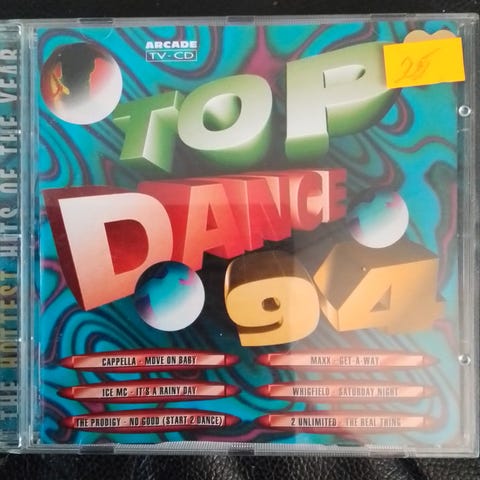 ARCADE
TV-CD
25
TOP
DANCE
94
THE HOTTEST HITS OF THE YEAR
CAPPELLA - MOVE ON BABY
MAXX - GET-A-WAY
ICE MC - IT'S A RAINY DAY
WHIGFIELD - SATURDAY NIGHT
THE PRODIGY - NO GOOD (START 2 DANCE)
2 UNLIMITED - THE REAL THING